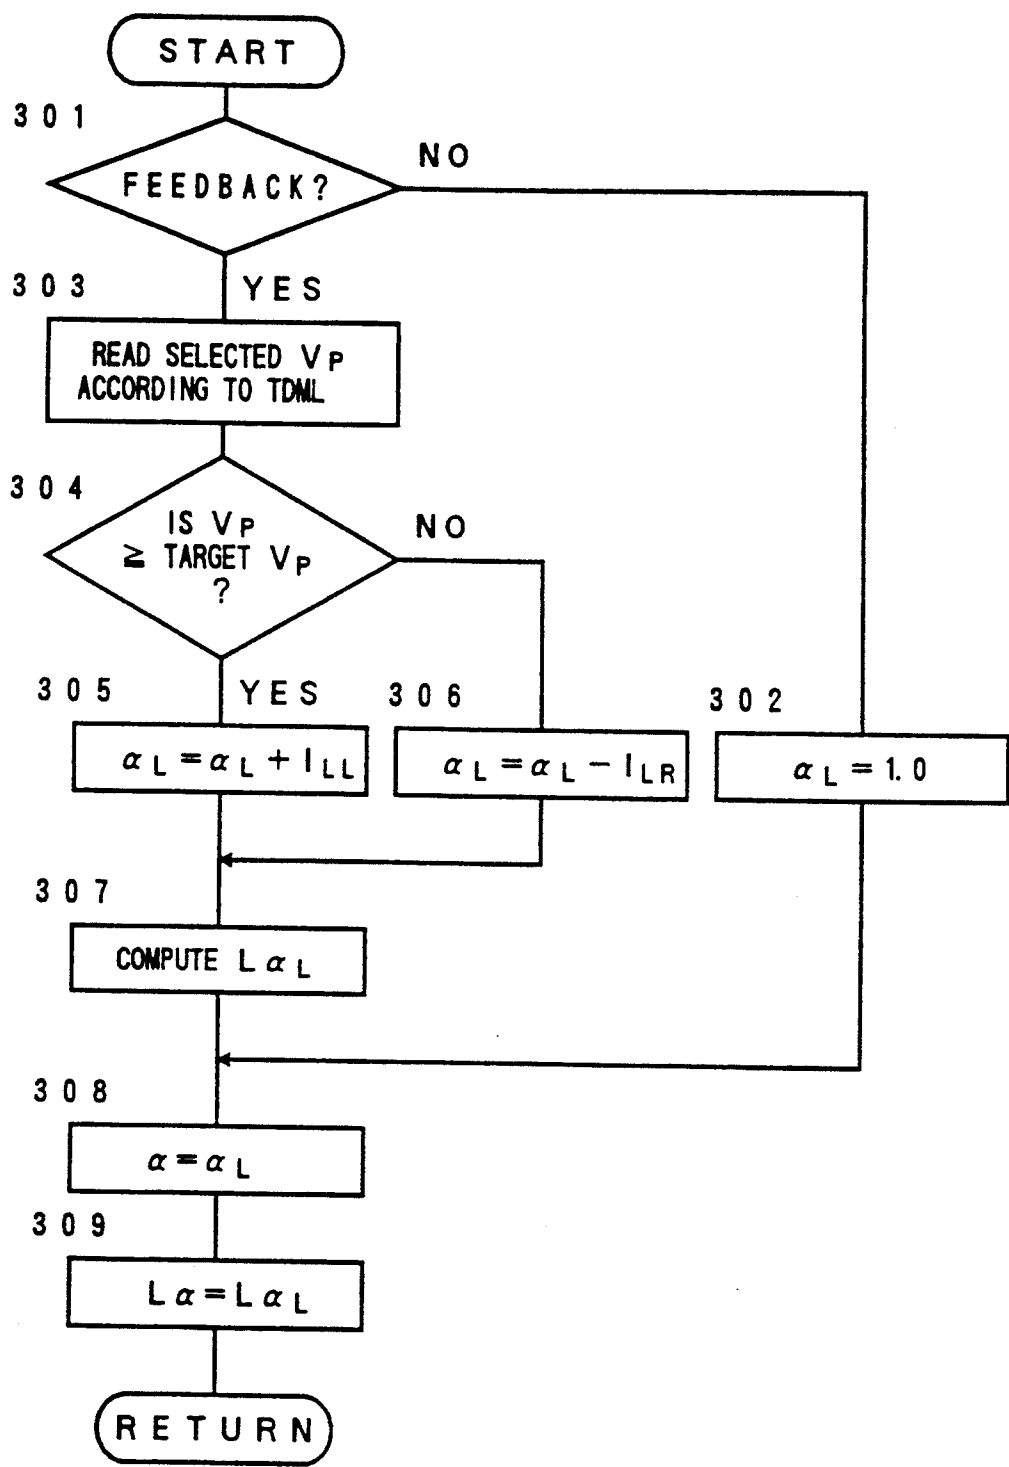 START
301
FEEDBACK?
NO
303
YES
READ SELECTED VP
ACCORDING TO TDML
304
IS VP
≧ TARGET VP
?
NO
305
YES
αL=αL+ILL
306
αL=αL−ILR
302
αL=1.0
307
COMPUTE LαL
308
α=αL
309
Lα=LαL
RETURN